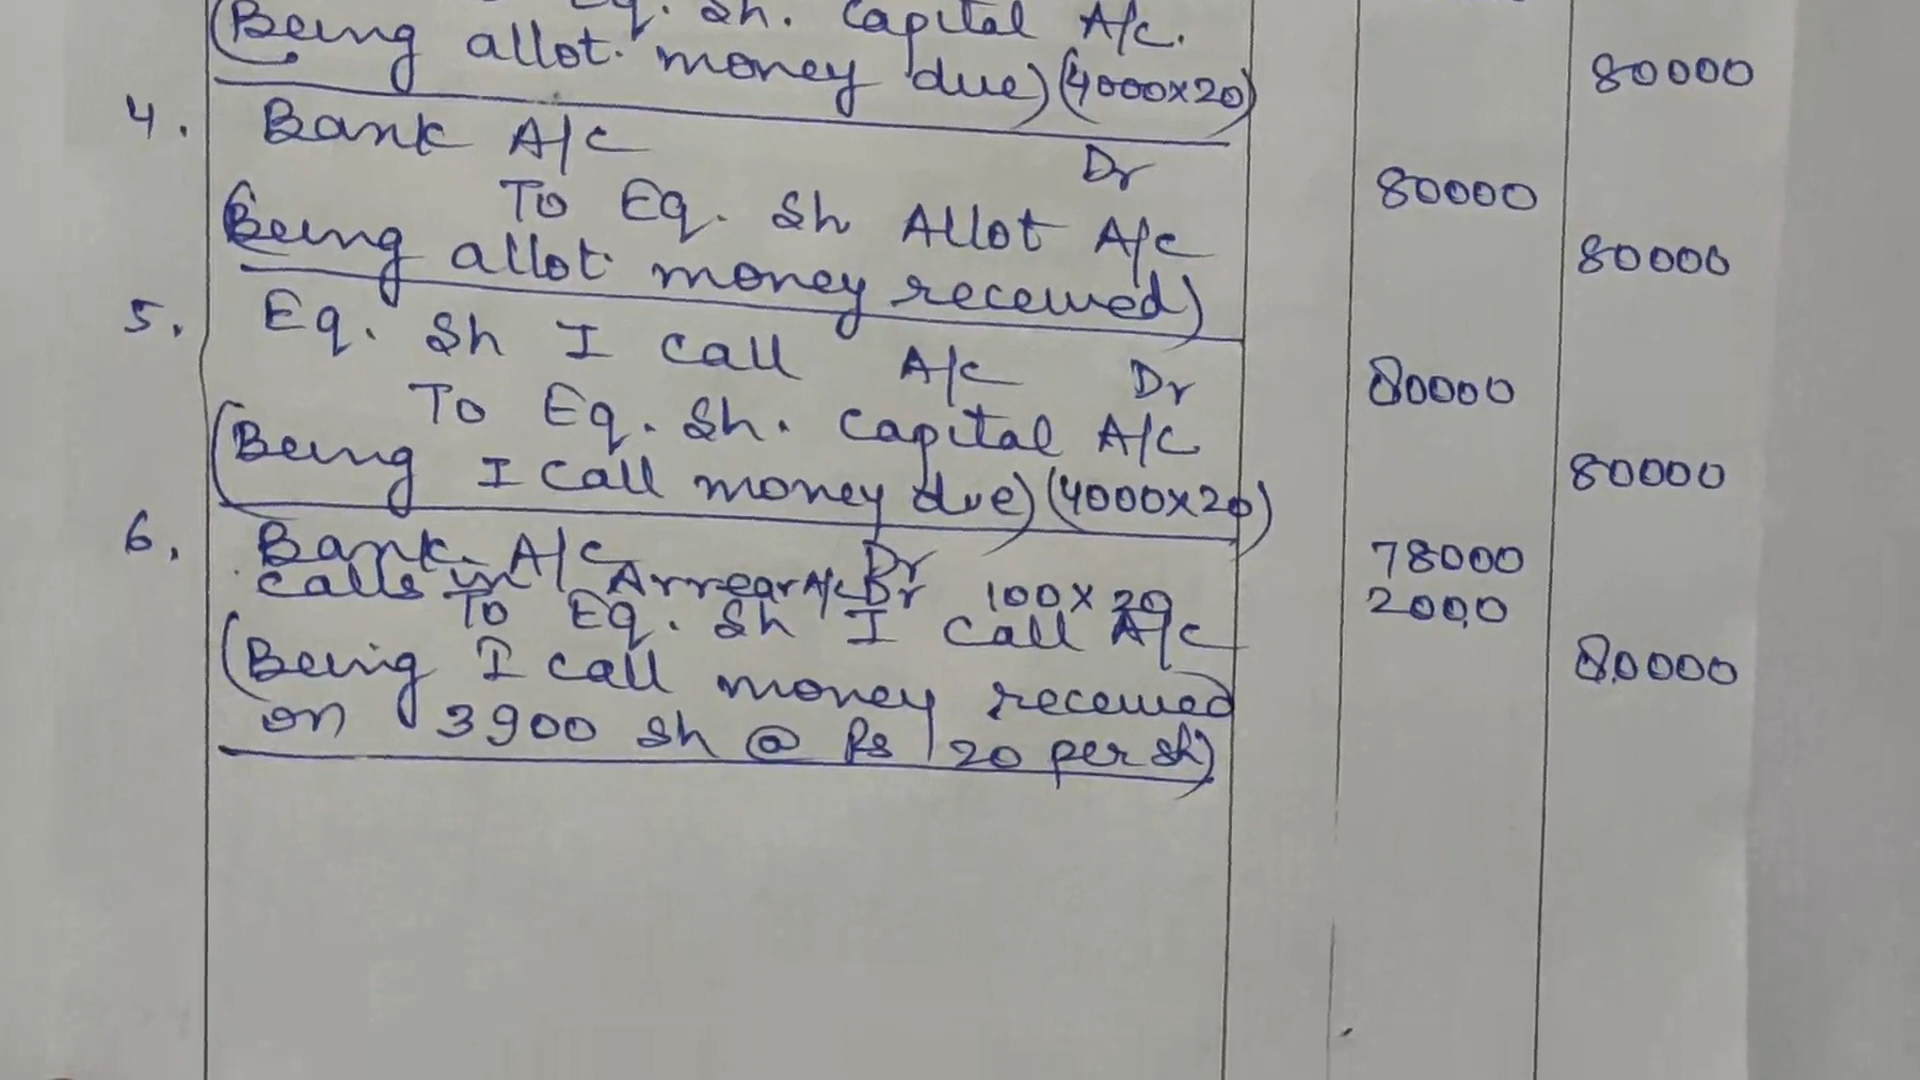 Eq. Sh. Capital A/c.
(Being allot. money due) (4000x20)
80000
4. Bank A/c Dr
80000
To Eq. Sh Allot A/c
80000
(Being allot. money received)
5. Eq. Sh I call A/c Dr
80000
To Eq. Sh. Capital A/c
80000
(Being I call money due) (4000x20)
6. Bank A/c Dr
78000
calls in Arrear A/c Dr 100x20
2000
To Eq. Sh I call A/c
80000
(Being I call money received
on 3900 sh @ Rs 20 per sh)